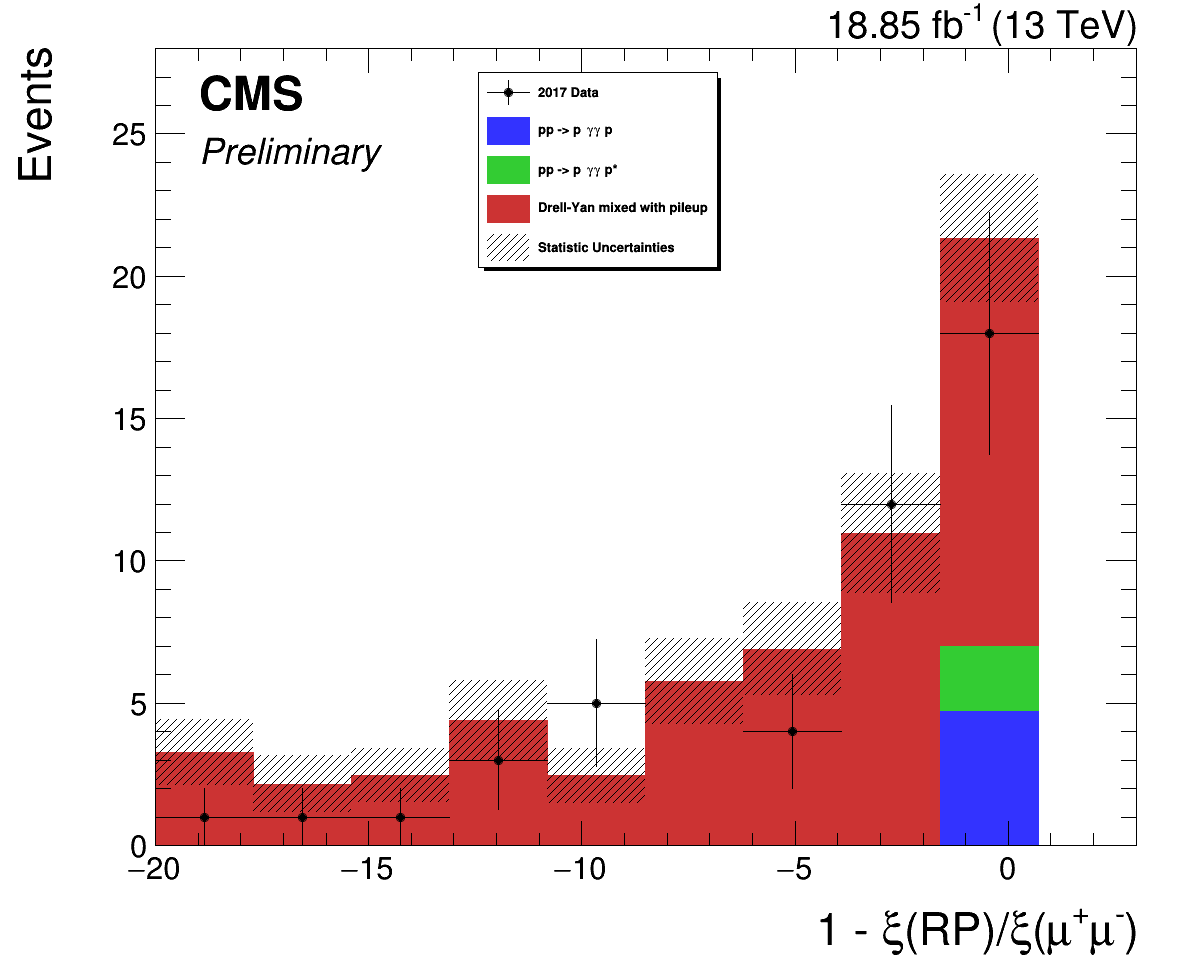 18.85 fb⁻¹ (13 TeV)
Events
CMS
Preliminary
2017 Data
pp -> p γγ p
pp -> p γγ p*
Drell-Yan mixed with pileup
Statistic Uncertainties
25
20
15
10
5
0
−20 −15 −10 −5 0
1 - ξ(RP)/ξ(μ⁺μ⁻)